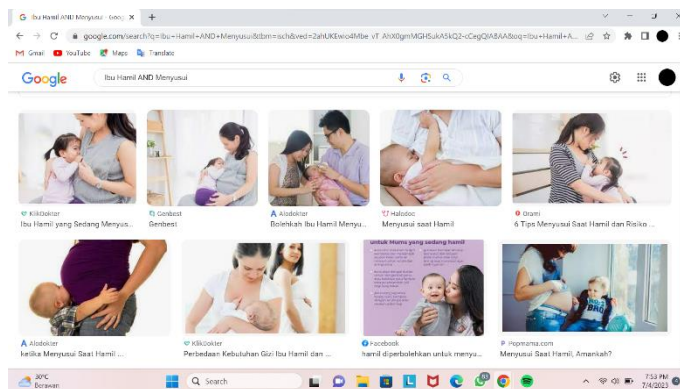 Ibu Hamil AND Menyusui - Goog
google.com/search?q=Ibu+Hamil+AND+Menyusui&tbm=isch&ved=2ahUKEwio4Mbe
Gmail YouTube Maps Translate
Google Ibu Hamil AND Menyusui
KlikDokter
Ibu Hamil yang Sedang Menyus...
Genbest
Genbest
Alodokter
Bolehkah Ibu Hamil Menyu...
Halodoc
Menyusui saat Hamil
Orami
6 Tips Menyusui Saat Hamil dan Risiko ...
untuk Moms yang sedang hamil
Alodokter
ketika Menyusui Saat Hamil ...
KlikDokter
Perbedaan Kebutuhan Gizi Ibu Hamil dan ...
Facebook
hamil diperbolehkan untuk menyu...
Popmama.com
Menyusui Saat Hamil, Amankah?
30°C
Berawan
Search
7:53 PM
7/4/2023